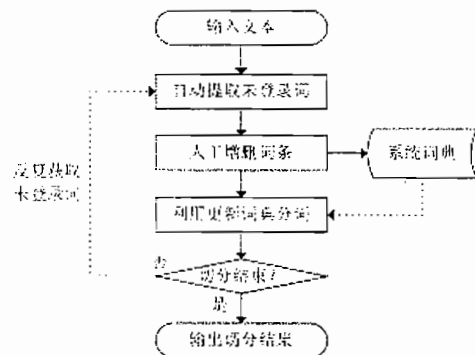 输入文本
自动提取未登录词
人工增删词条
系统词典
反复获取
未登录词
利用更新词典分词
否
切分结束？
是
输出切分结果